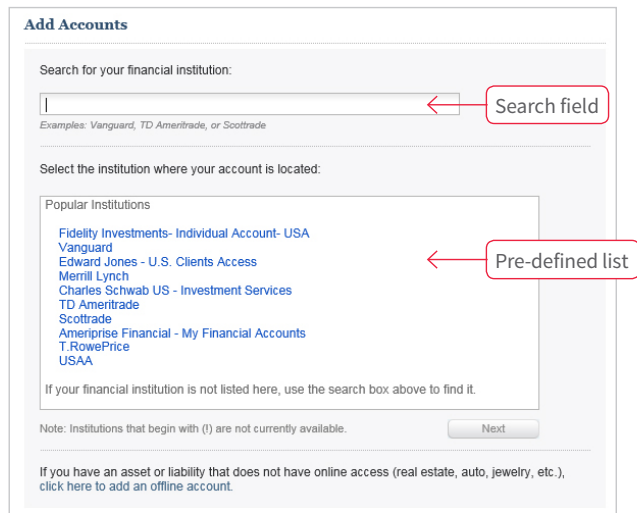 Add Accounts
Search for your financial institution:
Search field
Examples: Vanguard, TD Ameritrade, or Scottrade
Select the institution where your account is located:
Popular Institutions
Fidelity Investments- Individual Account- USA
Vanguard
Edward Jones - U.S. Clients Access
Pre-defined list
Merrill Lynch
Charles Schwab US - Investment Services
TD Ameritrade
Scottrade
Ameriprise Financial - My Financial Accounts
T.RowePrice
USAA
If your financial institution is not listed here, use the search box above to find it.
Note: Institutions that begin with (!) are not currently available.
Next
If you have an asset or liability that does not have online access (real estate, auto, jewelry, etc.),
click here to add an offline account.